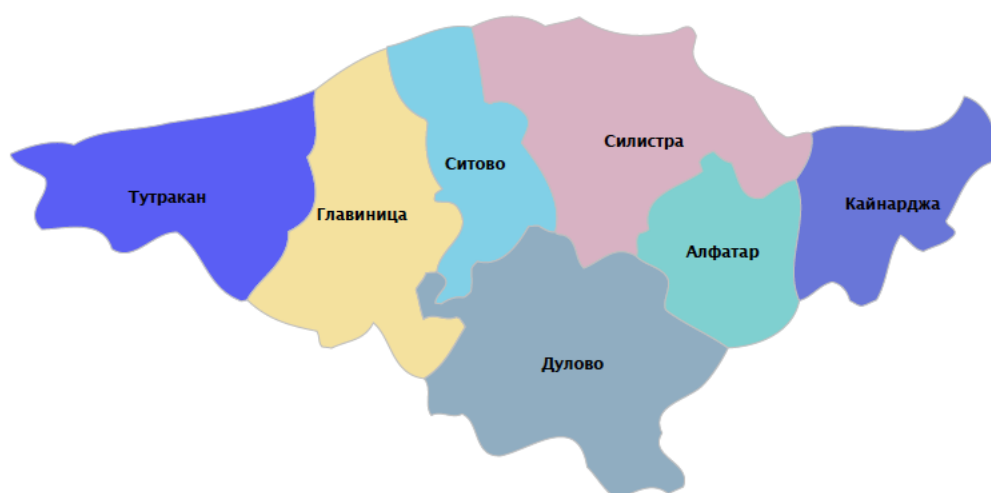 Силистра
Ситово
Тутракан
Главиница
Кайнарджа
Алфатар
Дулово